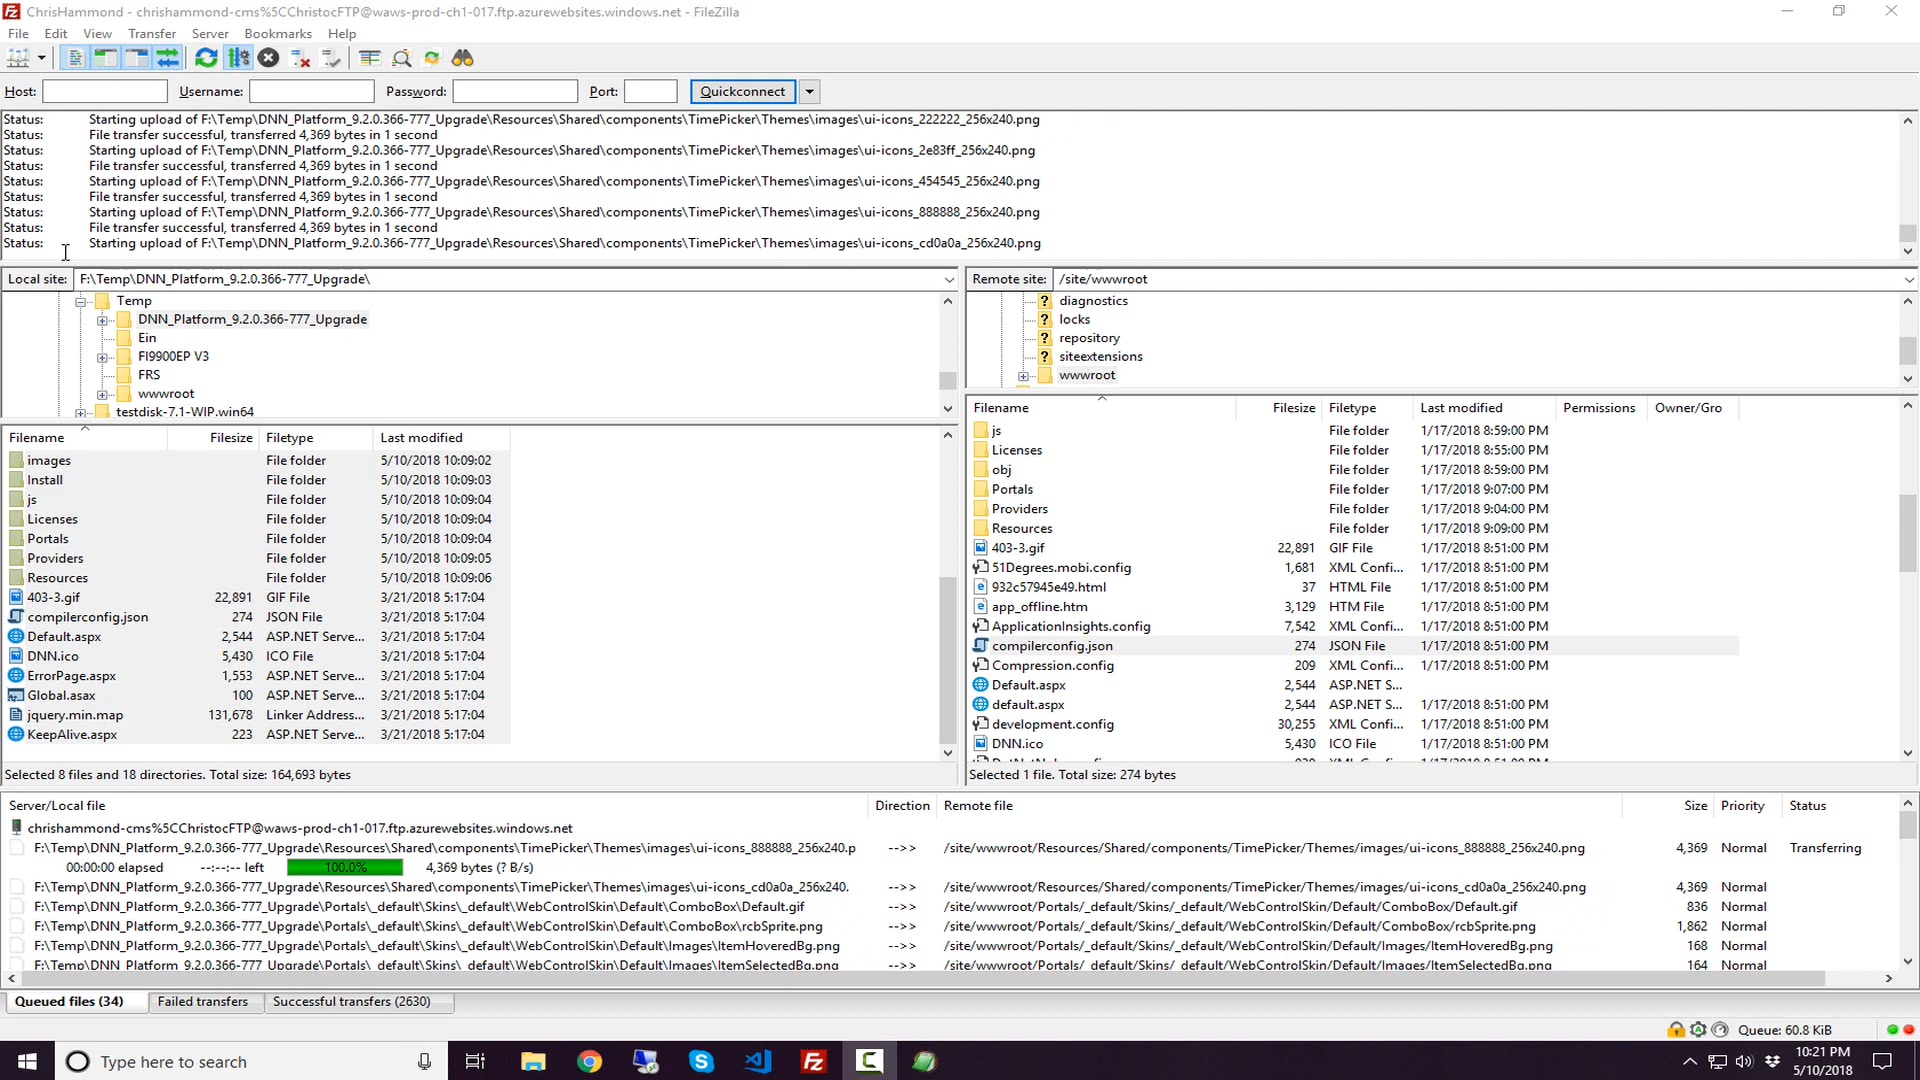 ChrisHammond - chrishammond-cms%5CChristocFTP@waws-prod-ch1-017.ftp.azurewebsites.windows.net - FileZilla
File Edit View Transfer Server Bookmarks Help
Host: Username: Password: Port: Quickconnect
Status: Starting upload of F:\Temp\DNN_Platform_9.2.0.366-777_Upgrade\Resources\Shared\components\TimePicker\Themes\images\ui-icons_222222_256x240.png
Status: File transfer successful, transferred 4,369 bytes in 1 second
Status: Starting upload of F:\Temp\DNN_Platform_9.2.0.366-777_Upgrade\Resources\Shared\components\TimePicker\Themes\images\ui-icons_2e83ff_256x240.png
Status: File transfer successful, transferred 4,369 bytes in 1 second
Status: Starting upload of F:\Temp\DNN_Platform_9.2.0.366-777_Upgrade\Resources\Shared\components\TimePicker\Themes\images\ui-icons_454545_256x240.png
Status: File transfer successful, transferred 4,369 bytes in 1 second
Status: Starting upload of F:\Temp\DNN_Platform_9.2.0.366-777_Upgrade\Resources\Shared\components\TimePicker\Themes\images\ui-icons_888888_256x240.png
Status: File transfer successful, transferred 4,369 bytes in 1 second
Status: Starting upload of F:\Temp\DNN_Platform_9.2.0.366-777_Upgrade\Resources\Shared\components\TimePicker\Themes\images\ui-icons_cd0a0a_256x240.png
Local site: F:\Temp\DNN_Platform_9.2.0.366-777_Upgrade\
Temp
DNN_Platform_9.2.0.366-777_Upgrade
Ein
FI9900EP V3
FRS
wwwroot
testdisk-7.1-WIP.win64
Filename Filesize Filetype Last modified
images File folder 5/10/2018 10:09:02
Install File folder 5/10/2018 10:09:03
js File folder 5/10/2018 10:09:04
Licenses File folder 5/10/2018 10:09:04
Portals File folder 5/10/2018 10:09:04
Providers File folder 5/10/2018 10:09:05
Resources File folder 5/10/2018 10:09:06
403-3.gif 22,891 GIF File 3/21/2018 5:17:04
compilerconfig.json 274 JSON File 3/21/2018 5:17:04
Default.aspx 2,544 ASP.NET Serve... 3/21/2018 5:17:04
DNN.ico 5,430 ICO File 3/21/2018 5:17:04
ErrorPage.aspx 1,553 ASP.NET Serve... 3/21/2018 5:17:04
Global.asax 100 ASP.NET Serve... 3/21/2018 5:17:04
jquery.min.map 131,678 Linker Address... 3/21/2018 5:17:04
KeepAlive.aspx 223 ASP.NET Serve... 3/21/2018 5:17:04
Selected 8 files and 18 directories. Total size: 164,693 bytes
Remote site: /site/wwwroot
? diagnostics
? locks
? repository
? siteextensions
wwwroot
Filename Filesize Filetype Last modified Permissions Owner/Gro
js File folder 1/17/2018 8:59:00 PM
Licenses File folder 1/17/2018 8:55:00 PM
obj File folder 1/17/2018 8:59:00 PM
Portals File folder 1/17/2018 9:07:00 PM
Providers File folder 1/17/2018 9:04:00 PM
Resources File folder 1/17/2018 9:09:00 PM
403-3.gif 22,891 GIF File 1/17/2018 8:51:00 PM
51Degrees.mobi.config 1,681 XML Confi... 1/17/2018 8:51:00 PM
932c57945e49.html 37 HTML File 1/17/2018 8:51:00 PM
app_offline.htm 3,129 HTM File 1/17/2018 8:51:00 PM
ApplicationInsights.config 7,542 XML Confi... 1/17/2018 8:51:00 PM
compilerconfig.json 274 JSON File 1/17/2018 8:51:00 PM
Compression.config 209 XML Confi... 1/17/2018 8:51:00 PM
Default.aspx 2,544 ASP.NET S...
default.aspx 2,544 ASP.NET S... 1/17/2018 8:51:00 PM
development.config 30,255 XML Confi... 1/17/2018 8:51:00 PM
DNN.ico 5,430 ICO File 1/17/2018 8:51:00 PM
Selected 1 file. Total size: 274 bytes
Server/Local file Direction Remote file Size Priority Status
chrishammond-cms%5CChristocFTP@waws-prod-ch1-017.ftp.azurewebsites.windows.net
F:\Temp\DNN_Platform_9.2.0.366-777_Upgrade\Resources\Shared\components\TimePicker\Themes\images\ui-icons_888888_256x240.p -->> /site/wwwroot/Resources/Shared/components/TimePicker/Themes/images/ui-icons_888888_256x240.png 4,369 Normal Transferring
00:00:00 elapsed --:--:-- left 100.0% 4,369 bytes (? B/s)
F:\Temp\DNN_Platform_9.2.0.366-777_Upgrade\Resources\Shared\components\TimePicker\Themes\images\ui-icons_cd0a0a_256x240. -->> /site/wwwroot/Resources/Shared/components/TimePicker/Themes/images/ui-icons_cd0a0a_256x240.png 4,369 Normal
F:\Temp\DNN_Platform_9.2.0.366-777_Upgrade\Portals\_default\Skins\_default\WebControlSkin\Default\ComboBox\Default.gif -->> /site/wwwroot/Portals/_default/Skins/_default/WebControlSkin/Default/ComboBox/Default.gif 836 Normal
F:\Temp\DNN_Platform_9.2.0.366-777_Upgrade\Portals\_default\Skins\_default\WebControlSkin\Default\ComboBox\rcbSprite.png -->> /site/wwwroot/Portals/_default/Skins/_default/WebControlSkin/Default/ComboBox/rcbSprite.png 1,862 Normal
F:\Temp\DNN_Platform_9.2.0.366-777_Upgrade\Portals\_default\Skins\_default\WebControlSkin\Default\Images\ItemHoveredBg.png -->> /site/wwwroot/Portals/_default/Skins/_default/WebControlSkin/Default/Images/ItemHoveredBg.png 168 Normal
F:\Temp\DNN_Platform_9.2.0.366-777_Upgrade\Portals\_default\Skins\_default\WebControlSkin\Default\Images\ItemSelectedBg.png -->> /site/wwwroot/Portals/_default/Skins/_default/WebControlSkin/Default/Images/ItemSelectedBg.png 164 Normal
Queued files (34) Failed transfers Successful transfers (2630)
Queue: 60.8 KiB
Type here to search
10:21 PM
5/10/2018